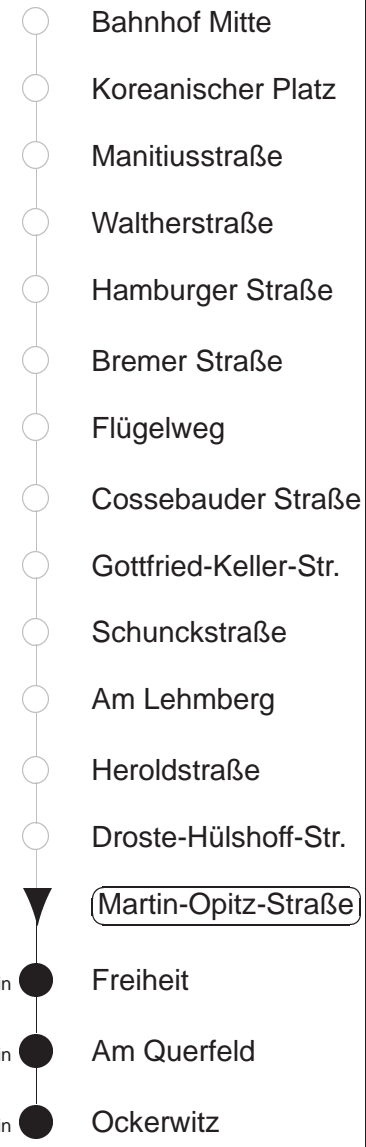 Bahnhof Mitte
Koreanischer Platz
Manitiusstraße
Waltherstraße
Hamburger Straße
Bremer Straße
Flügelweg
Cossebauder Straße
Gottfried-Keller-Str.
Schunckstraße
Am Lehmberg
Heroldstraße
Droste-Hülshoff-Str.
Martin-Opitz-Straße
Freiheit
Am Querfeld
Ockerwitz